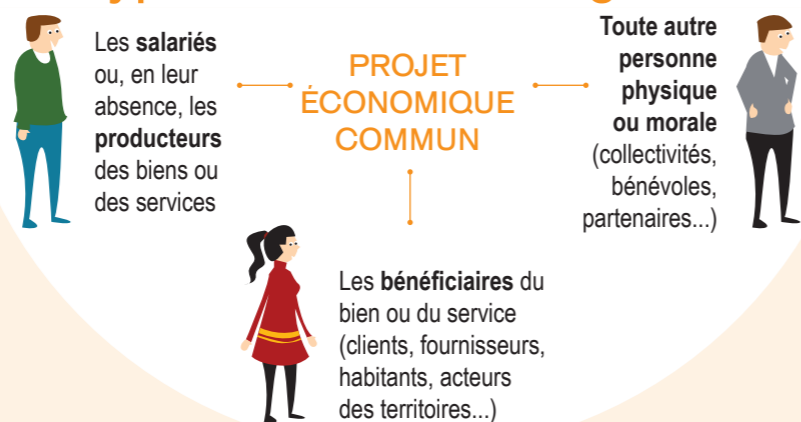 Les salariés
ou, en leur
absence, les
producteurs
des biens ou
des services
PROJET
ÉCONOMIQUE
COMMUN
Toute autre
personne
physique
ou morale
(collectivités,
bénévoles,
partenaires...)
Les bénéficiaires du
bien ou du service
(clients, fournisseurs,
habitants, acteurs
des territoires...)